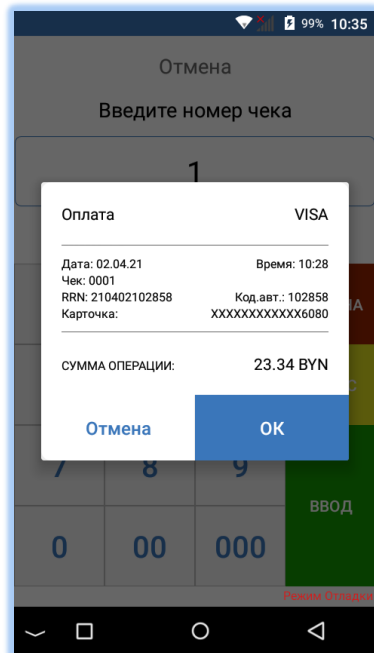 99% 10:35
Отмена
Введите номер чека
1
Оплата VISA
Дата: 02.04.21 Время: 10:28
Чек: 0001
RRN: 210402102858 Код.авт.: 102858
Карточка: XXXXXXXXXXXX6080
СУММА ОПЕРАЦИИ: 23.34 BYN
Отмена ОК
7 8 9
ВВОД
0 00 000
Режим Отладки